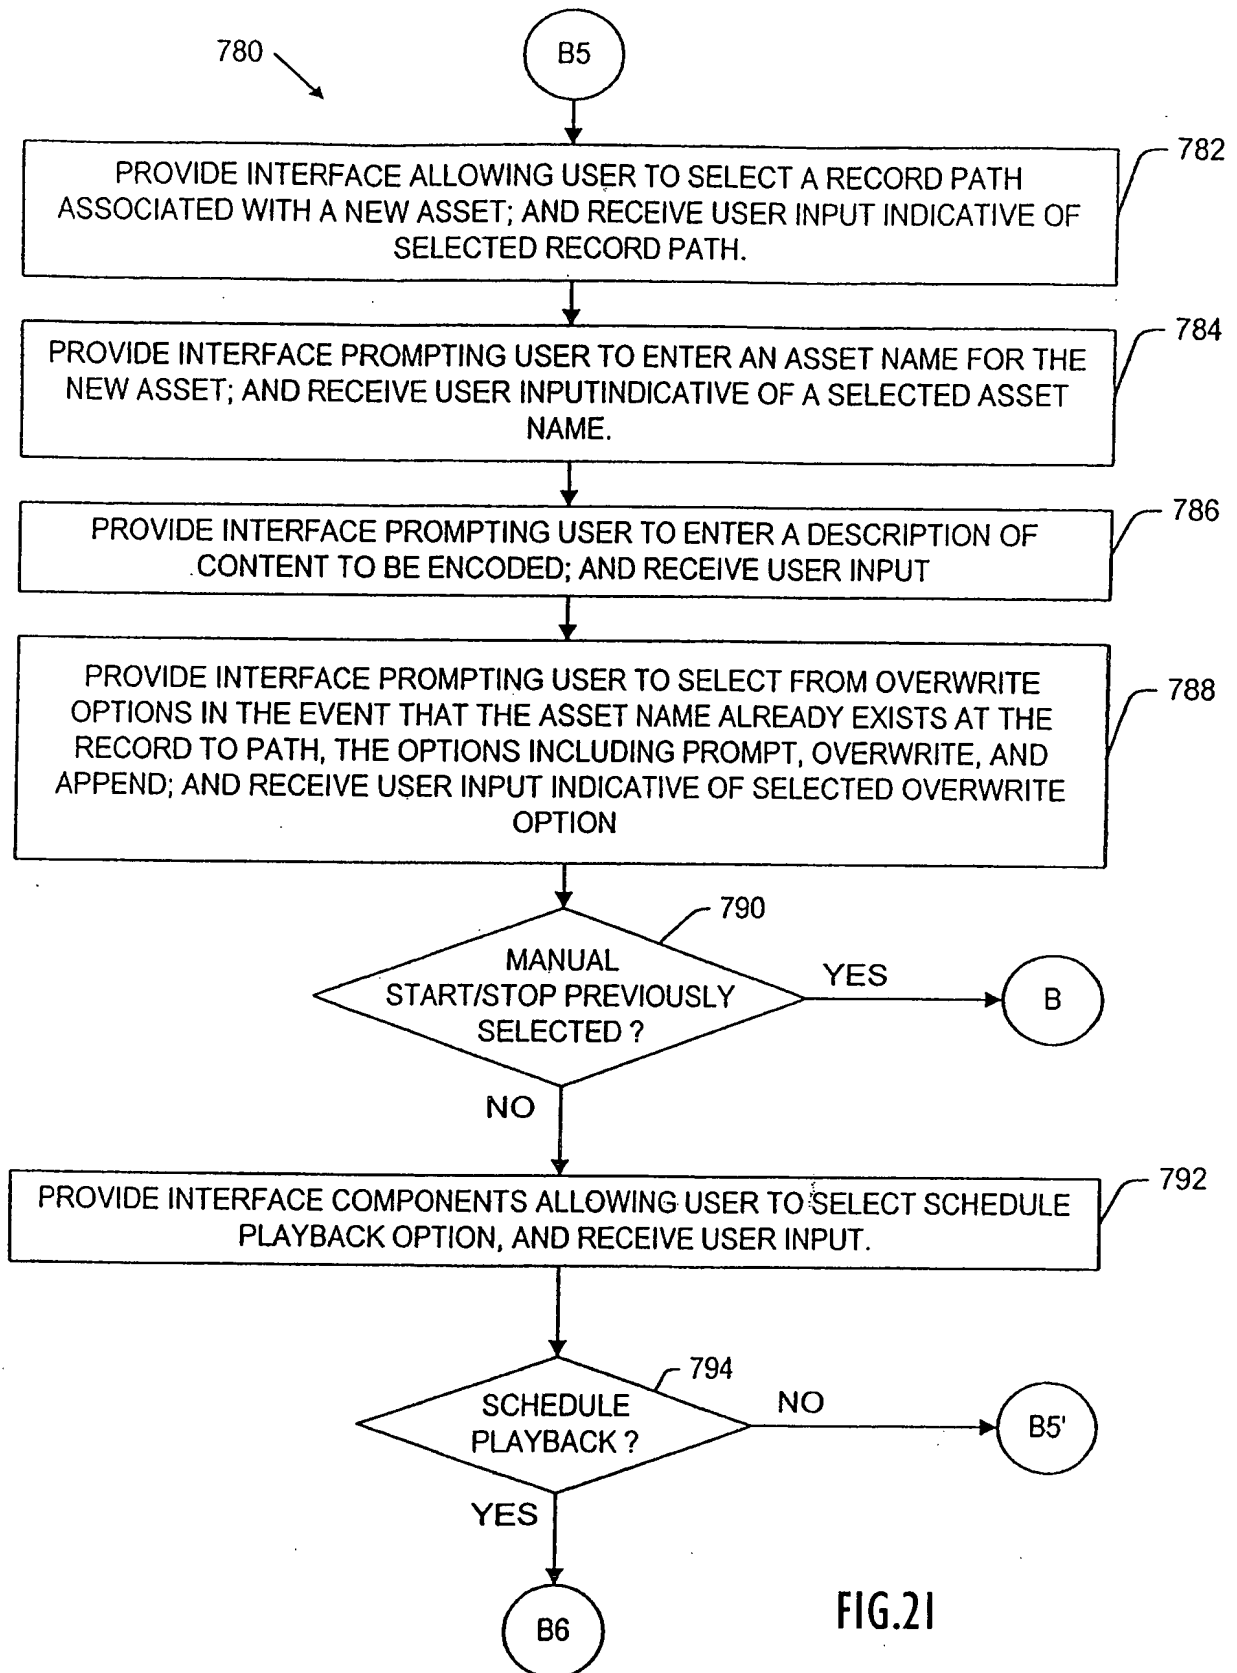 780
B5
782
PROVIDE INTERFACE ALLOWING USER TO SELECT A RECORD PATH
ASSOCIATED WITH A NEW ASSET; AND RECEIVE USER INPUT INDICATIVE OF
SELECTED RECORD PATH.
784
PROVIDE INTERFACE PROMPTING USER TO ENTER AN ASSET NAME FOR THE
NEW ASSET; AND RECEIVE USER INPUTINDICATIVE OF A SELECTED ASSET
NAME.
786
PROVIDE INTERFACE PROMPTING USER TO ENTER A DESCRIPTION OF
CONTENT TO BE ENCODED; AND RECEIVE USER INPUT
788
PROVIDE INTERFACE PROMPTING USER TO SELECT FROM OVERWRITE
OPTIONS IN THE EVENT THAT THE ASSET NAME ALREADY EXISTS AT THE
RECORD TO PATH, THE OPTIONS INCLUDING PROMPT, OVERWRITE, AND
APPEND; AND RECEIVE USER INPUT INDICATIVE OF SELECTED OVERWRITE
OPTION
790
MANUAL
START/STOP PREVIOUSLY
SELECTED ?
YES
B
NO
792
PROVIDE INTERFACE COMPONENTS ALLOWING USER TO SELECT SCHEDULE
PLAYBACK OPTION, AND RECEIVE USER INPUT.
794
SCHEDULE
PLAYBACK ?
NO
B5'
YES
B6
FIG.21